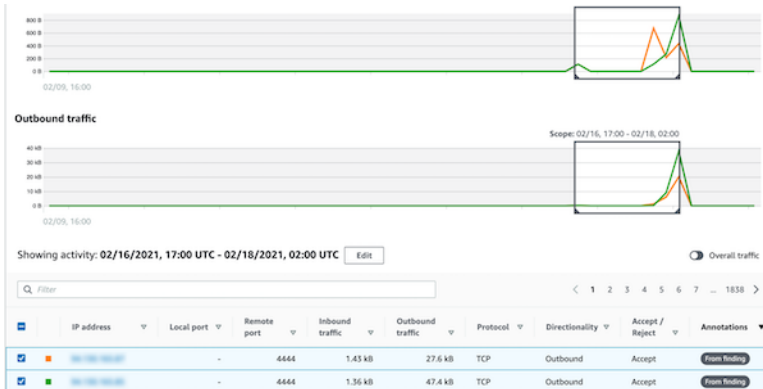 800 B
600 B
400 B
200 B
0 B
02/09, 16:00
Outbound traffic
Scope: 02/16, 17:00 - 02/18, 02:00
40 kB
30 kB
20 kB
10 kB
0 B
02/09, 16:00
Showing activity: 02/16/2021, 17:00 UTC - 02/18/2021, 02:00 UTC Edit Overall traffic
Filter < 1 2 3 4 5 6 7 ... 1838 >
IP address Local port Remote port Inbound traffic Outbound traffic Protocol Directionality Accept / Reject Annotations
- 4444 1.43 kB 27.6 kB TCP Outbound Accept From finding
- 4444 1.36 kB 47.4 kB TCP Outbound Accept From finding